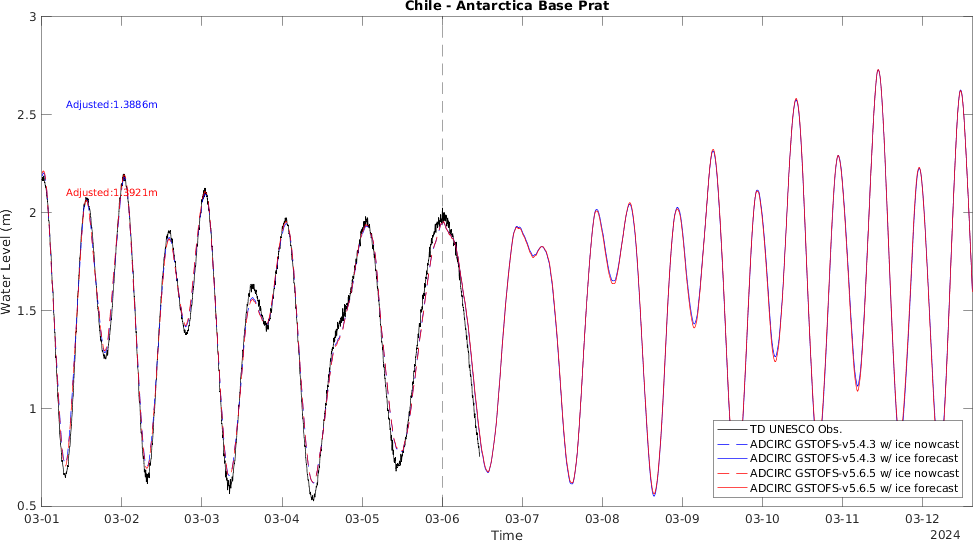 Chile - Antarctica Base Prat
3
2.5
2
1.5
1
0.5
Water Level (m)
Adjusted:1.3886m
Adjusted:1.3921m
TD UNESCO Obs.
ADCIRC GSTOFS-v5.4.3 w/ ice nowcast
ADCIRC GSTOFS-v5.4.3 w/ ice forecast
ADCIRC GSTOFS-v5.6.5 w/ ice nowcast
ADCIRC GSTOFS-v5.6.5 w/ ice forecast
03-01 03-02 03-03 03-04 03-05 03-06 03-07 03-08 03-09 03-10 03-11 03-12
Time
2024